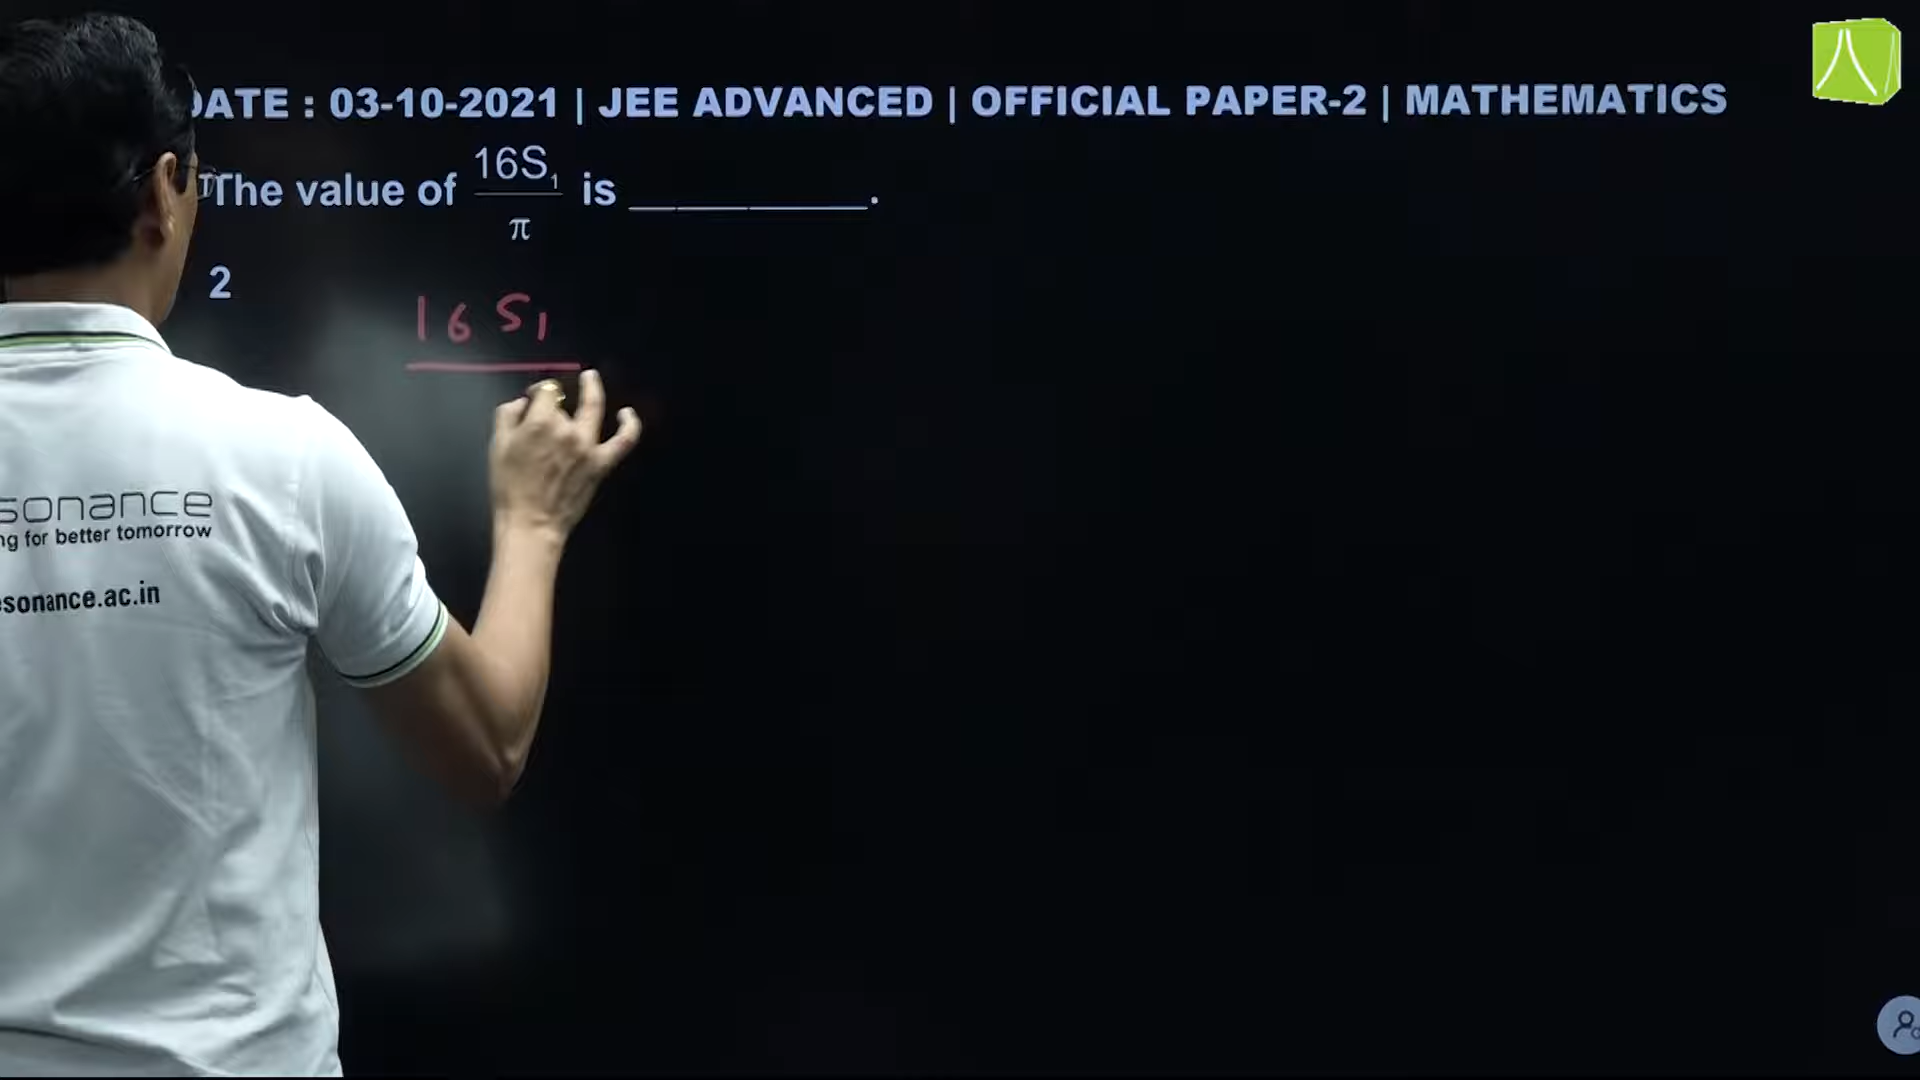 DATE : 03-10-2021 | JEE ADVANCED | OFFICIAL PAPER-2 | MATHEMATICS
The value of 16S₁/π is __________.
2
16 S₁
sonance
ng for better tomorrow
esonance.ac.in